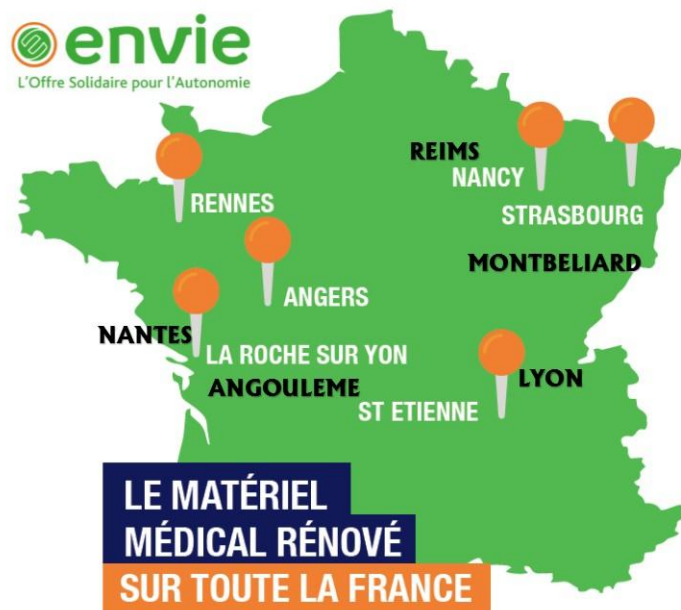 envie
L'Offre Solidaire pour l'Autonomie
REIMS
NANCY
RENNES
STRASBOURG
MONTBELIARD
ANGERS
NANTES
LA ROCHE SUR YON
LYON
ANGOULEME
ST ETIENNE
LE MATÉRIEL
MÉDICAL RÉNOVÉ
SUR TOUTE LA FRANCE